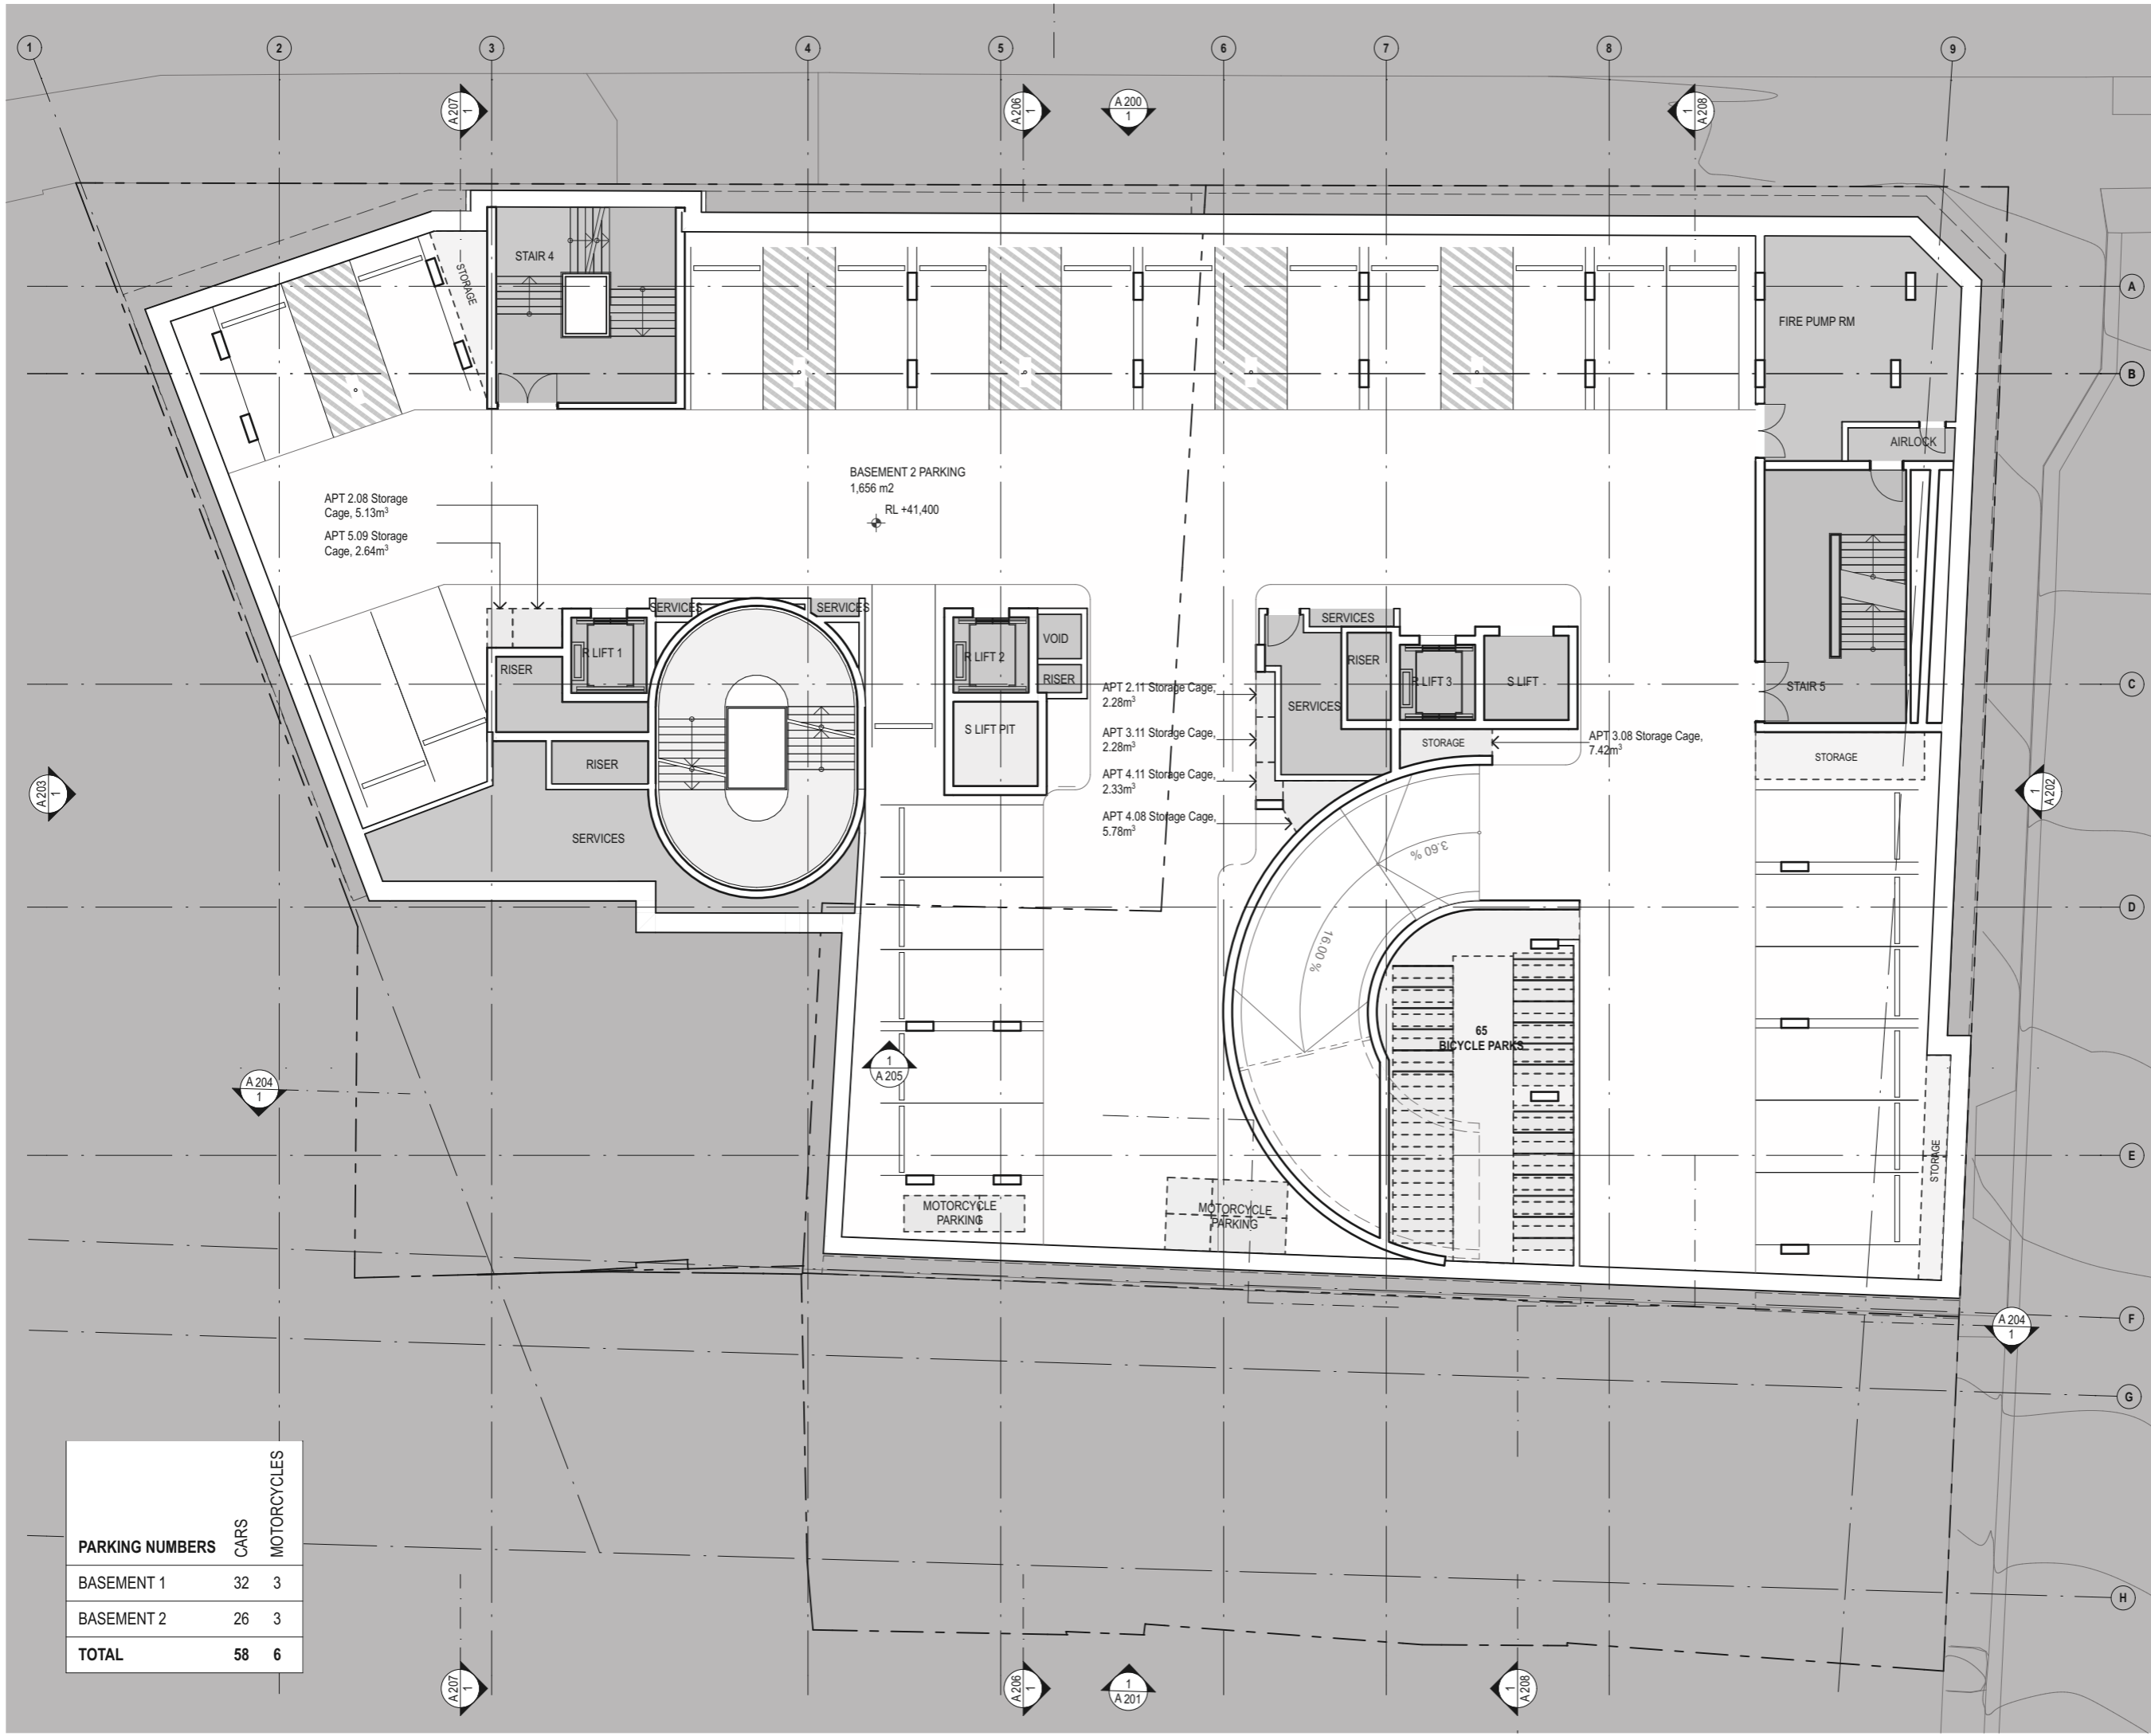 1
2
3
4
5
6
7
8
9
A 207
1
A 206
1
A 200
1
1
A 208
STAIR 4
STORAGE
A
FIRE PUMP RM
B
AIRLOCK
BASEMENT 2 PARKING
1,656 m2
RL +41,400
APT 2.08 Storage
Cage, 5.13m³
APT 5.09 Storage
Cage, 2.64m³
SERVICES
SERVICES
R LIFT 1
RISER
RISER
SERVICES
R LIFT 2
VOID
RISER
S LIFT PIT
SERVICES
RISER
R LIFT 3
S LIFT
SERVICES
STAIR 5
C
APT 2.11 Storage Cage,
2.28m³
APT 3.11 Storage Cage,
2.28m³
APT 4.11 Storage Cage,
2.33m³
APT 4.08 Storage Cage,
5.78m³
STORAGE
APT 3.08 Storage Cage,
7.42m³
STORAGE
A 203
1
1
A 202
3.60 %
16.00 %
D
65
BICYCLE PARKS
1
A 205
A 204
1
E
STORAGE
MOTORCYCLE
PARKING
MOTORCYCLE
PARKING
F
A 204
1
G
H
PARKING NUMBERS CARS MOTORCYCLES
BASEMENT 1 32 3
BASEMENT 2 26 3
TOTAL 58 6
A 207
1
A 206
1
1
A 201
1
A 208